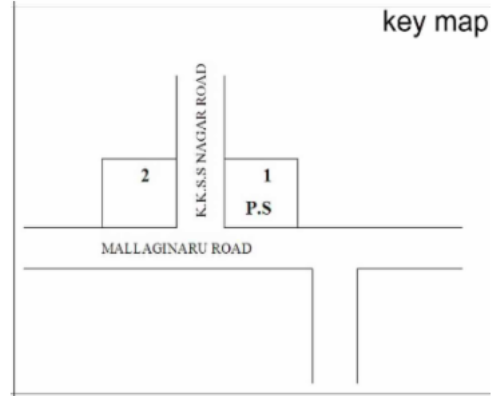 key map
K.K.S.S NAGAR ROAD
2
1
P.S
MALLAGINARU ROAD